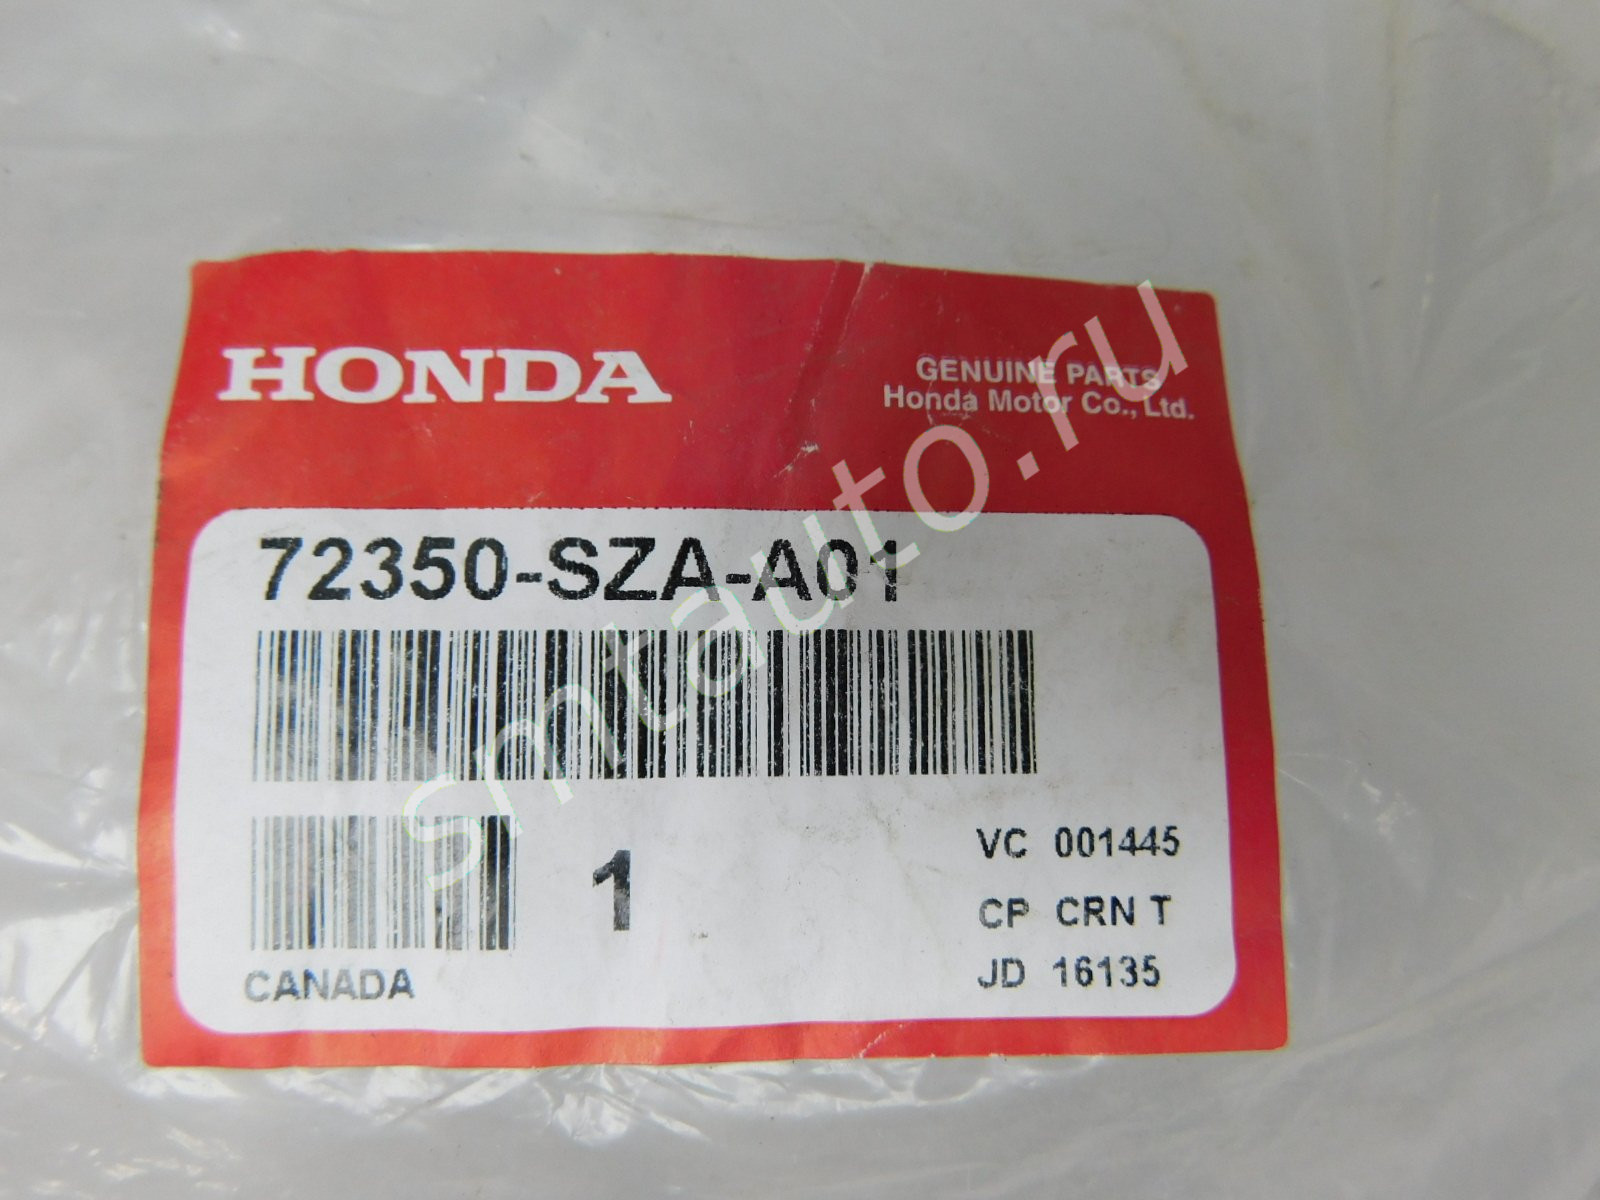 HONDA
GENUINE PARTS
Honda Motor Co., Ltd.
72350-SZA-A01
1
VC 001445
CP CRN T
JD 16135
CANADA
smtauto.ru